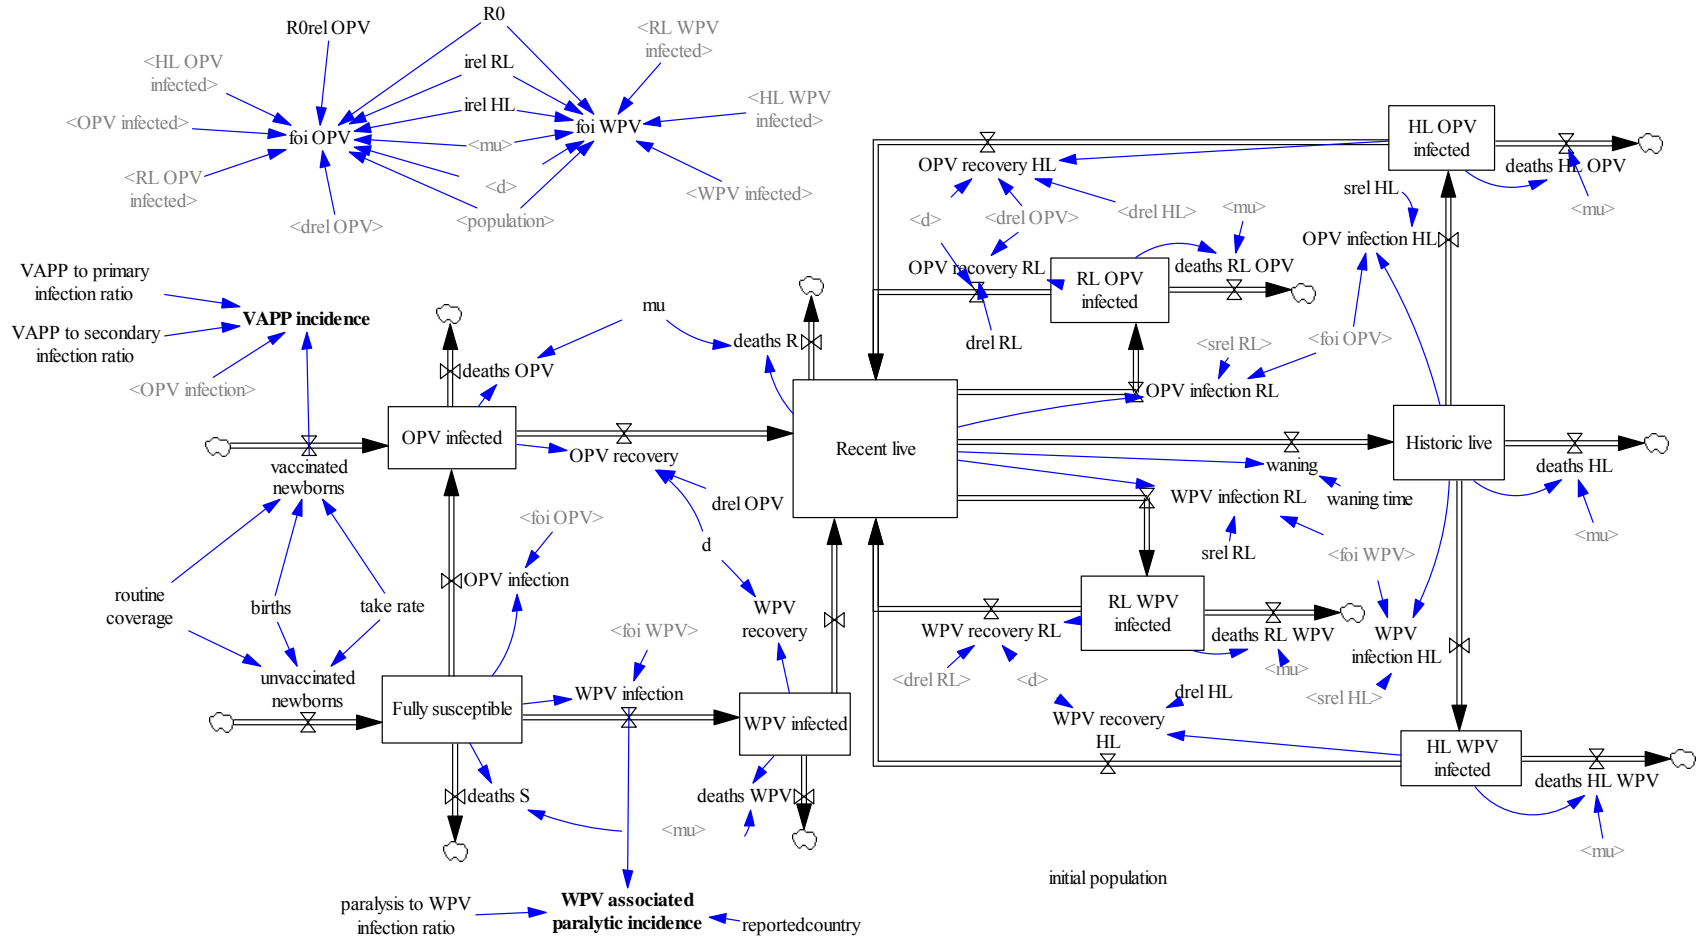 R0
R0rel OPV
<RL WPV
infected>
<HL OPV
infected>
irel RL
irel HL
<HL WPV
infected>
<OPV infected>
foi OPV
foi WPV
<mu>
<RL OPV
infected>
<d>
<WPV infected>
<drel OPV>
<population>
HL OPV
infected
deaths HL OPV
<mu>
OPV recovery HL
srel HL
<d>
<drel OPV>
<drel HL>
<mu>
OPV infection HL
OPV recovery RL
RL OPV
infected
deaths RL OPV
drel RL
<srel RL>
<foi OPV>
OPV infection RL
VAPP to primary
infection ratio
VAPP incidence
VAPP to secondary
infection ratio
<OPV infection>
mu
deaths R
deaths OPV
OPV infected
OPV recovery
Recent live
Historic live
deaths HL
<mu>
waning
waning time
vaccinated
newborns
drel OPV
WPV infection RL
<foi OPV>
d
srel RL
<foi WPV>
OPV infection
routine
coverage
births
take rate
WPV
recovery
RL WPV
infected
WPV recovery RL
deaths RL WPV
<mu>
WPV
infection HL
<foi WPV>
unvaccinated
newborns
WPV infection
<drel RL>
<d>
drel HL
<srel HL>
Fully susceptible
WPV infected
WPV recovery
HL
HL WPV
infected
deaths HL WPV
<mu>
deaths S
deaths WPV
<mu>
initial population
paralysis to WPV
infection ratio
WPV associated
paralytic incidence
reportedcountry